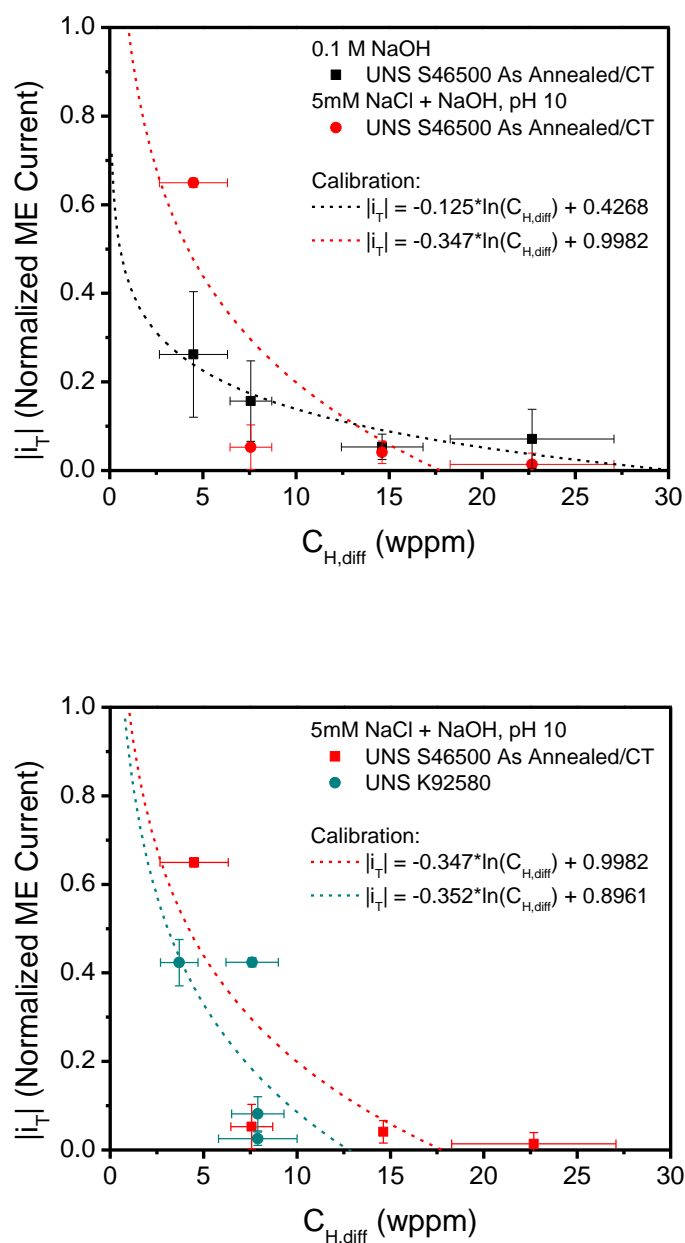 1.0
0.8
0.6
0.4
0.2
0.0
|i_T| (Normalized ME Current)
0.1 M NaOH
UNS S46500 As Annealed/CT
5mM NaCl + NaOH, pH 10
UNS S46500 As Annealed/CT
Calibration:
|i_T| = -0.125*ln(C_H,diff) + 0.4268
|i_T| = -0.347*ln(C_H,diff) + 0.9982
0 5 10 15 20 25 30
C_H,diff (wppm)
1.0
0.8
0.6
0.4
0.2
0.0
|i_T| (Normalized ME Current)
5mM NaCl + NaOH, pH 10
UNS S46500 As Annealed/CT
UNS K92580
Calibration:
|i_T| = -0.347*ln(C_H,diff) + 0.9982
|i_T| = -0.352*ln(C_H,diff) + 0.8961
0 5 10 15 20 25 30
C_H,diff (wppm)